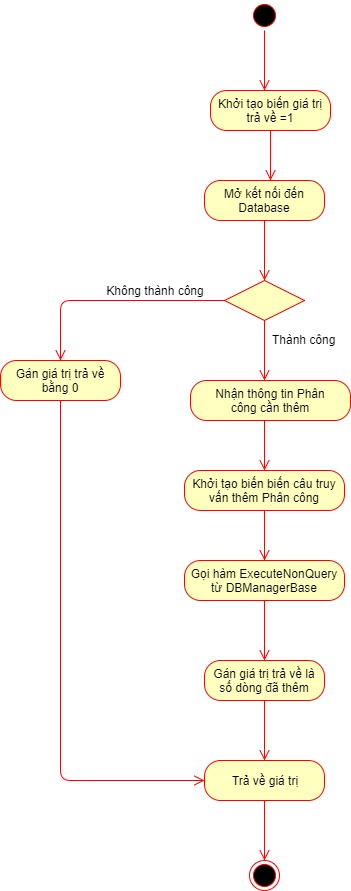 Khởi tạo biến giá trị
trả về =1
Mở kết nối đến
Database
Không thành công
Thành công
Gán giá trị trả về
bằng 0
Nhận thông tin Phân
công cần thêm
Khởi tạo biến biến câu truy
vấn thêm Phân công
Gọi hàm ExecuteNonQuery
từ DBManagerBase
Gán giá trị trả về là
số dòng đã thêm
Trả về giá trị